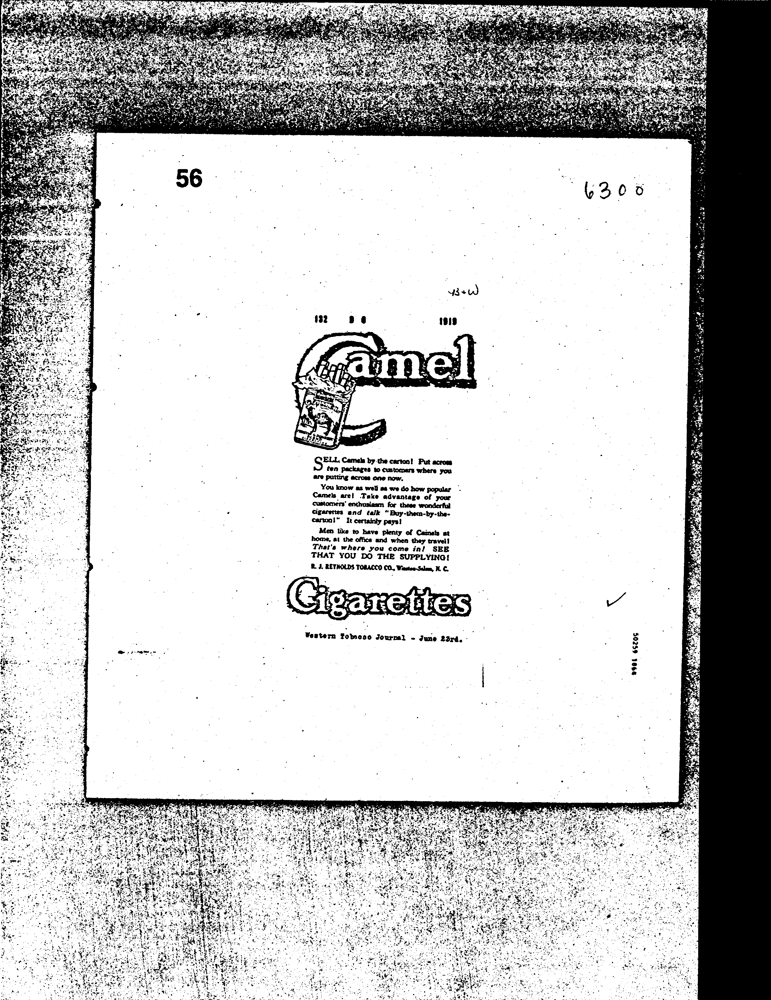 56
6300
B+W
132 D G 1919
Camel
SELL Camels by the carton! Put across
ten packages to customers where you
are putting across one now.
You know as well as we do how popular
Camels are! Take advantage of your
customers' enthusiasm for these wonderful
cigarettes and talk "Buy-them-by-the-
carton!" It certainly pays!
Men like to have plenty of Camels at
home, at the office and when they travel!
That's where you come in! SEE
THAT YOU DO THE SUPPLYING!
R. J. REYNOLDS TOBACCO CO., Winston-Salem, N. C.
Cigarettes
Western Tobacco Journal - June 23rd.
50259 1066